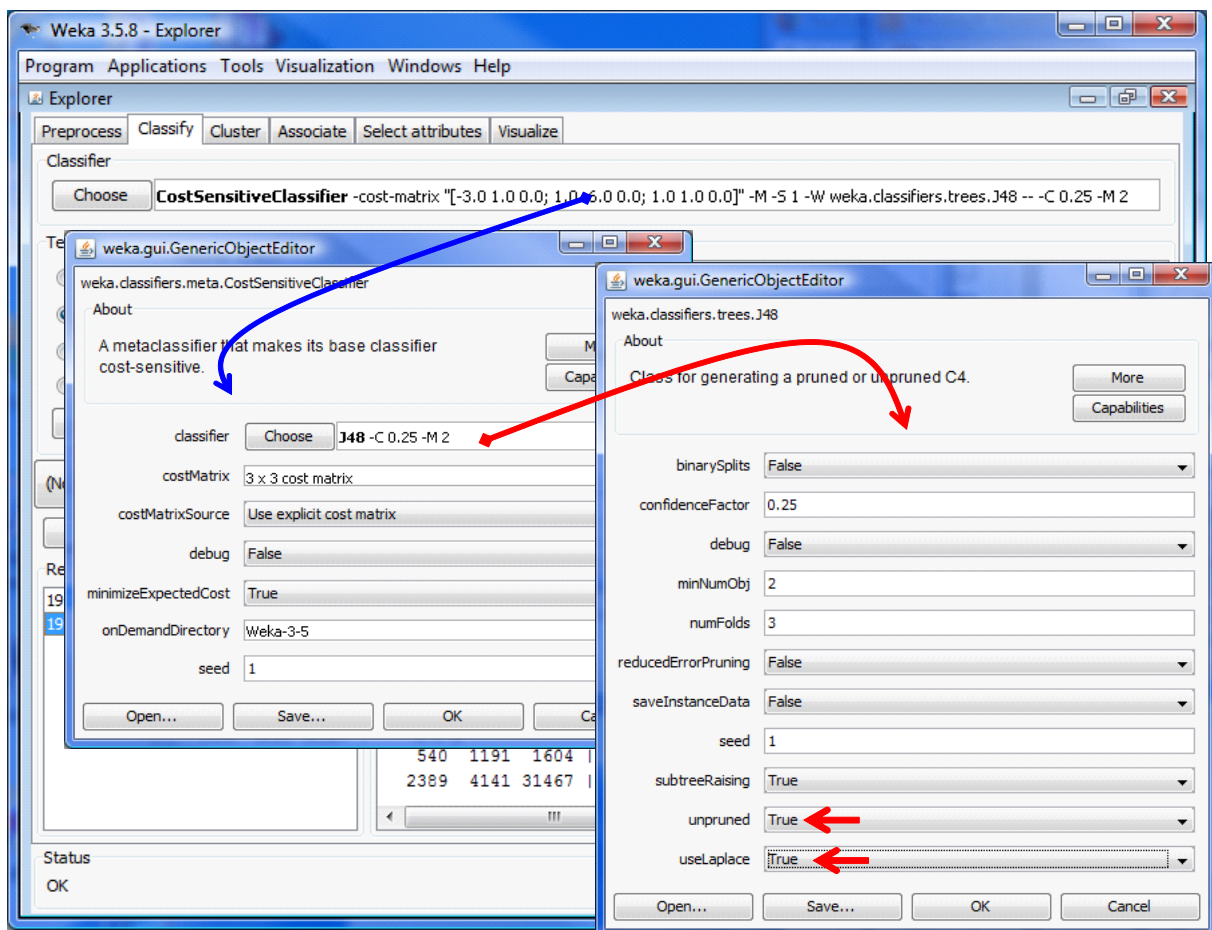 Weka 3.5.8 - Explorer
Program Applications Tools Visualization Windows Help
Explorer
Preprocess Classify Cluster Associate Select attributes Visualize
Classifier
Choose CostSensitiveClassifier -cost-matrix "[-3.0 1.0 0.0; 1.0 -6.0 0.0; 1.0 1.0 0.0]" -M -S 1 -W weka.classifiers.trees.J48 -- -C 0.25 -M 2
Te
weka.gui.GenericObjectEditor
weka.classifiers.meta.CostSensitiveClassifier
About
A metaclassifier that makes its base classifier
cost-sensitive.
M
Capa
classifier Choose J48 -C 0.25 -M 2
costMatrix 3 x 3 cost matrix
costMatrixSource Use explicit cost matrix
debug False
minimizeExpectedCost True
onDemandDirectory Weka-3-5
seed 1
Open... Save... OK Ca
(No
Re
19
19
540 1191 1604 |
2389 4141 31467 |
Status
OK
weka.gui.GenericObjectEditor
weka.classifiers.trees.J48
About
Class for generating a pruned or unpruned C4.
More
Capabilities
binarySplits False
confidenceFactor 0.25
debug False
minNumObj 2
numFolds 3
reducedErrorPruning False
saveInstanceData False
seed 1
subtreeRaising True
unpruned True
useLaplace True
Open... Save... OK Cancel